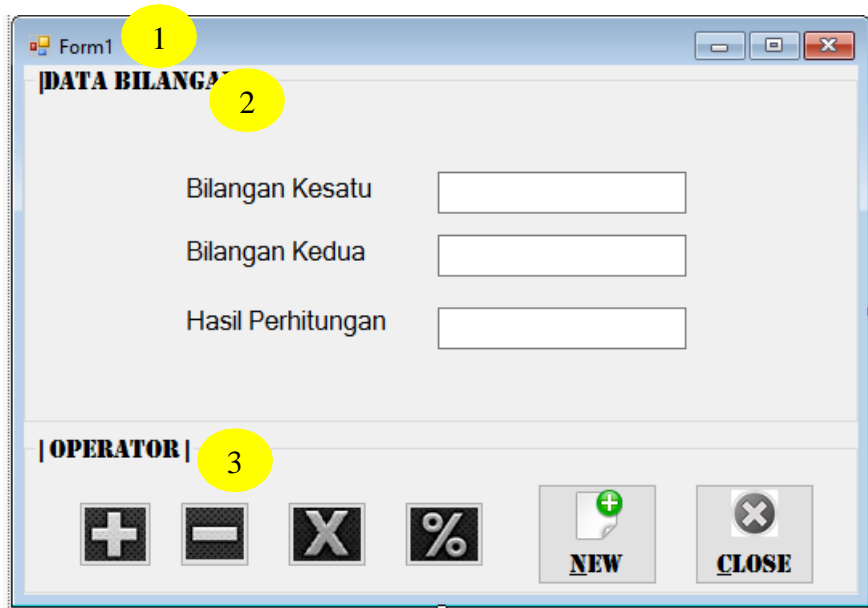 Form1
1
|DATA BILANGA
2
Bilangan Kesatu
Bilangan Kedua
Hasil Perhitungan
| OPERATOR |
3
+ − X %
NEW
CLOSE